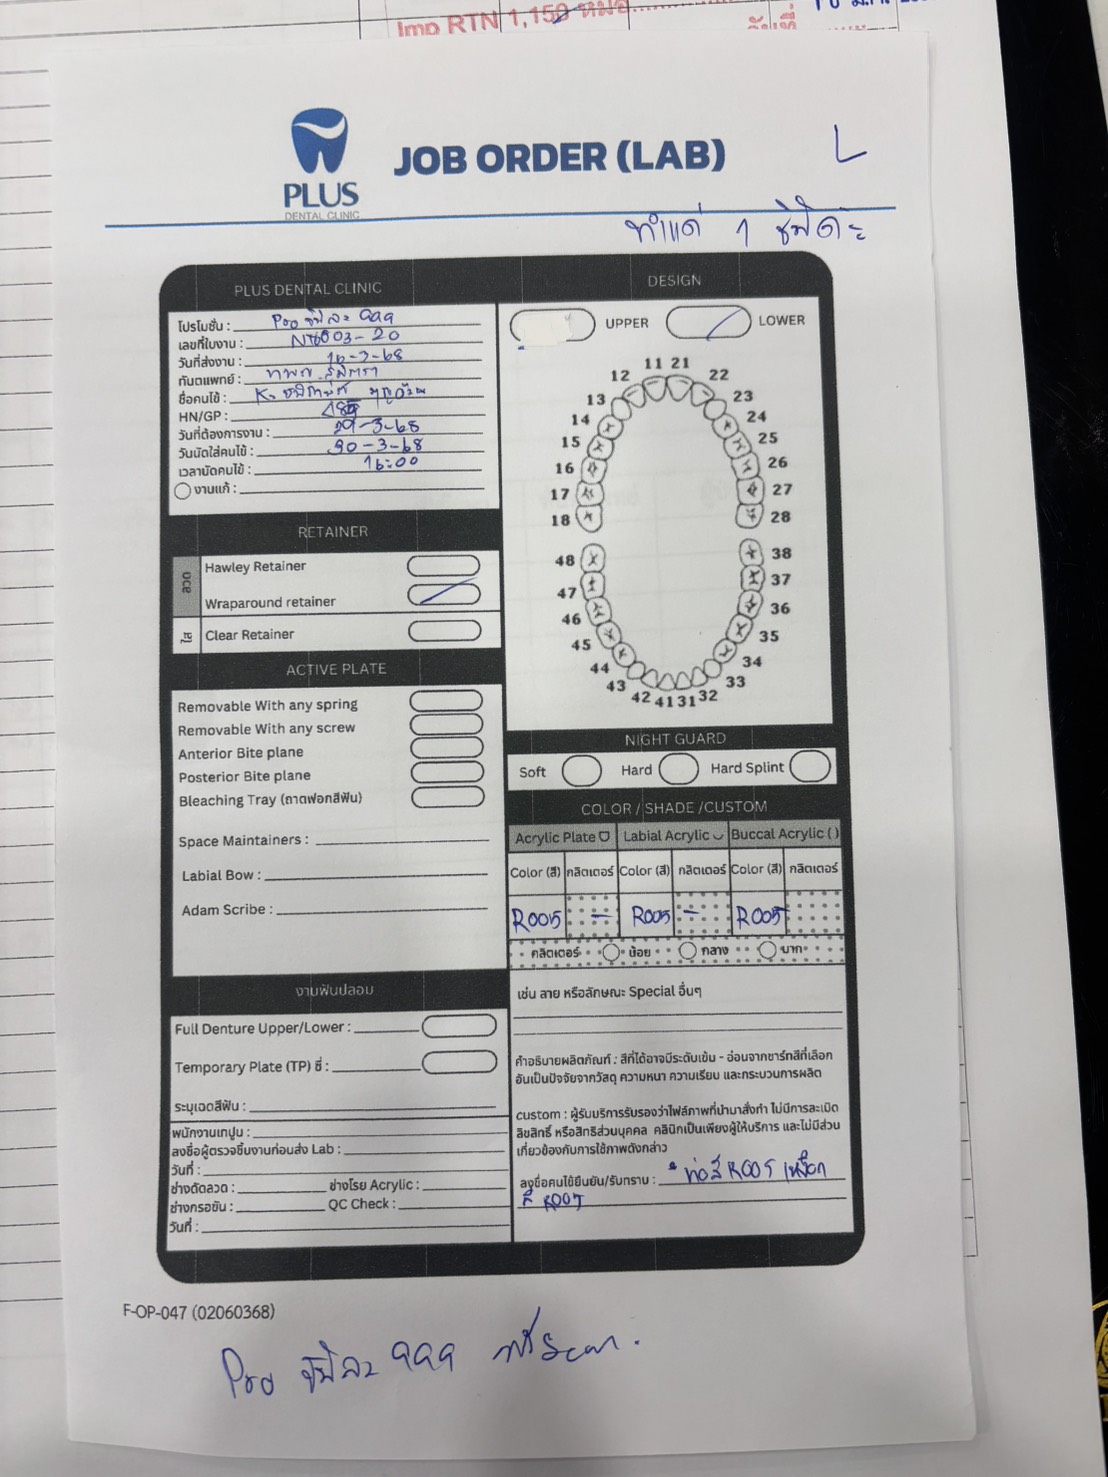 Imp RTN 1,150
วันที่
PLUS
DENTAL CLINIC
JOB ORDER (LAB)
L
ทำแค่ 1 ชิ้นค่ะ
PLUS DENTAL CLINIC
โปรโมชั่น : Pro ชิ้นละ 999
เลขที่ใบงาน : 003-20
วันที่ส่งงาน : 16-3-68
ทันตแพทย์ : ทพญ.
ชื่อคนไข้ : K.
HN/GP :
วันที่ต้องการงาน : 29-3-68
วันนัดใส่คนไข้ : 30-3-68
เวลานัดคนไข้ : 16:00
งานแก้ :
RETAINER
ลวด
Hawley Retainer
Wraparound retainer
ใส
Clear Retainer
ACTIVE PLATE
Removable With any spring
Removable With any screw
Anterior Bite plane
Posterior Bite plane
Bleaching Tray (ถาดฟอกสีฟัน)
Space Maintainers :
Labial Bow :
Adam Scribe :
งานฟันปลอม
Full Denture Upper/Lower :
Temporary Plate (TP) ซี่ :
ระบุเฉดสีฟัน :
พนักงานเทปูน :
ลงชื่อผู้ตรวจชิ้นงานก่อนส่ง Lab :
วันที่ :
ช่างดัดลวด : ช่างโรย Acrylic :
ช่างกรอขัน : QC Check :
วันที่ :
DESIGN
UPPER LOWER
11 21
12 22
13 23
14 24
15 25
16 26
17 27
18 28
48 38
47 37
46 36
45 35
44 34
43 33
42 41 31 32
NIGHT GUARD
Soft Hard Hard Splint
COLOR / SHADE /CUSTOM
Acrylic Plate Labial Acrylic Buccal Acrylic ( )
Color (สี) กลิตเตอร์ Color (สี) กลิตเตอร์ Color (สี) กลิตเตอร์
R005 - R005 - R005
กลิตเตอร์ น้อย กลาง มาก
เช่น ลาย หรือลักษณะ Special อื่นๆ
คำอธิบายผลิตภัณฑ์ : สีที่ได้อาจมีระดับเข้ม - อ่อนจากชาร์ทสีที่เลือก
อันเป็นปัจจัยจากวัสดุ ความหนา ความเรียบ และกระบวนการผลิต
custom : ผู้รับบริการรับรองว่าไฟล์ภาพที่นำมาสั่งทำ ไม่มีการละเมิด
ลิขสิทธิ์ หรือสิทธิส่วนบุคคล คลินิกเป็นเพียงผู้ให้บริการ และไม่มีส่วน
เกี่ยวข้องกับการใช้ภาพดังกล่าว
ลงชื่อคนไข้ยืนยัน/รับทราบ : * ท่อสี R005
สี R005
F-OP-047 (02060368)
Pro ชิ้นละ 999 ฟรี Scan.